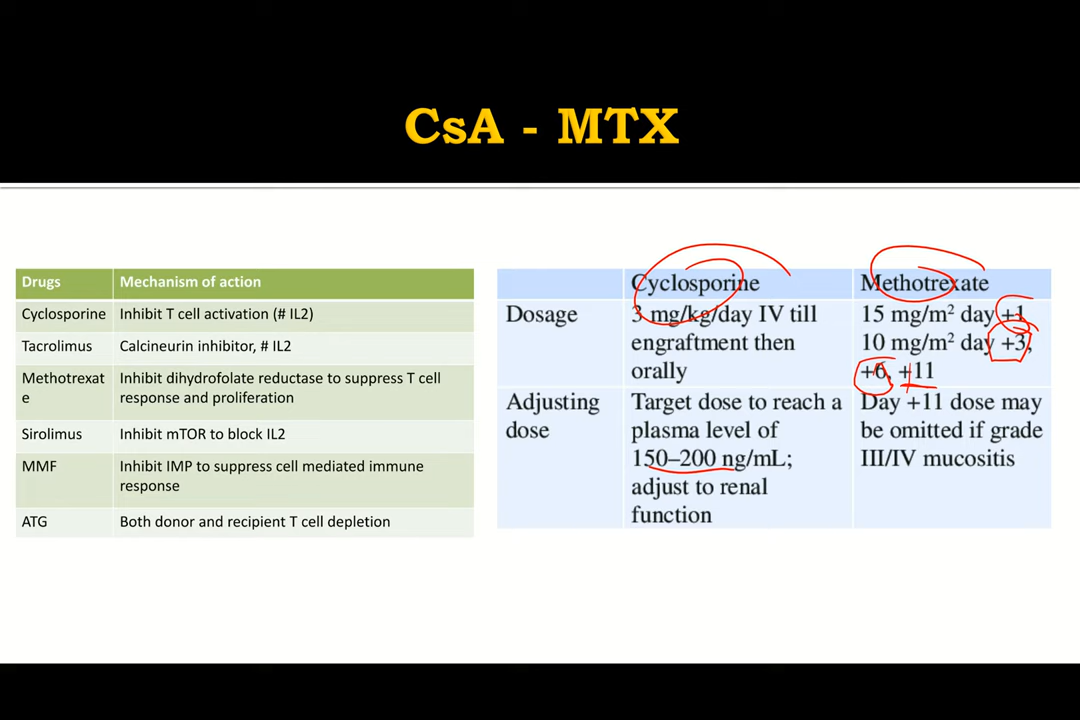 CsA - MTX
Drugs Mechanism of action
Cyclosporine Inhibit T cell activation (# IL2)
Tacrolimus Calcineurin inhibitor, # IL2
Methotrexat Inhibit dihydrofolate reductase to suppress T cell
e response and proliferation
Sirolimus Inhibit mTOR to block IL2
MMF Inhibit IMP to suppress cell mediated immune
response
ATG Both donor and recipient T cell depletion
Cyclosporine Methotrexate
Dosage 3 mg/kg/day IV till 15 mg/m² day +1
engraftment then 10 mg/m² day +3,
orally +6, +11
Adjusting Target dose to reach a Day +11 dose may
dose plasma level of be omitted if grade
150–200 ng/mL; III/IV mucositis
adjust to renal
function